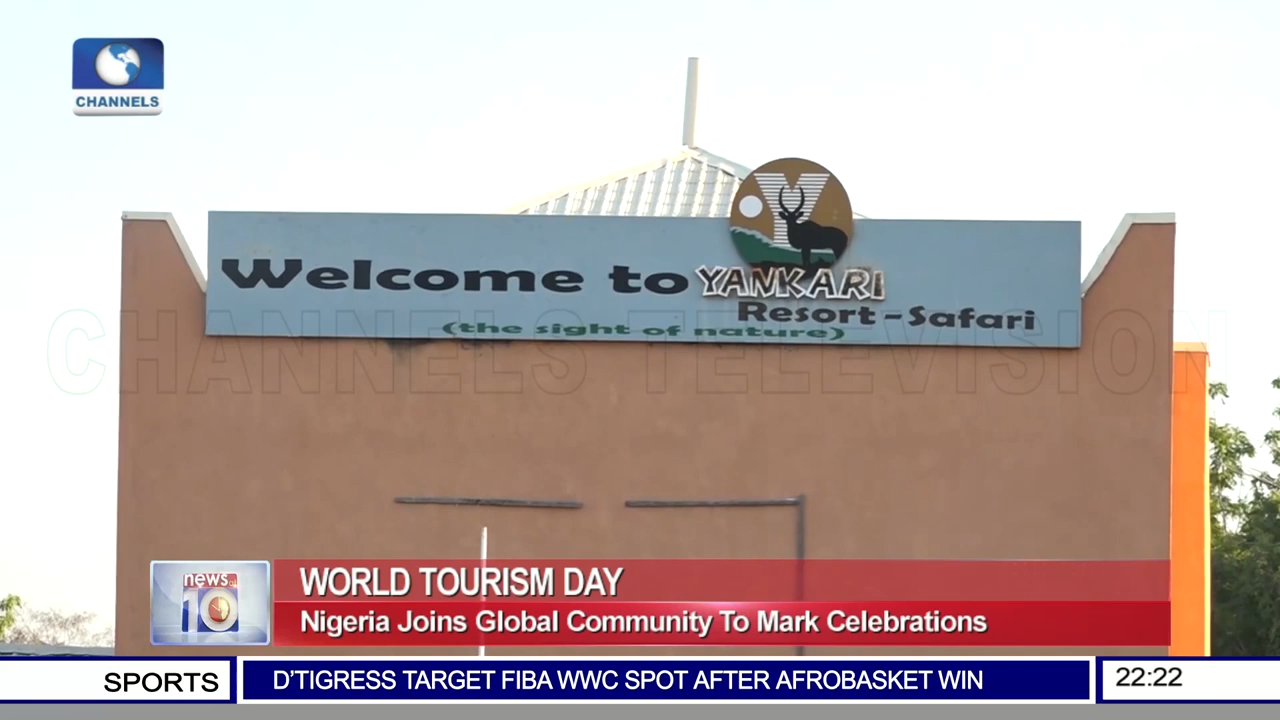 CHANNELS
Welcome to YANKARI
Resort-Safari
(the sight of nature)
CHANNELS TELEVISION
news at
10
WORLD TOURISM DAY
Nigeria Joins Global Community To Mark Celebrations
SPORTS
D'TIGRESS TARGET FIBA WWC SPOT AFTER AFROBASKET WIN
22:22